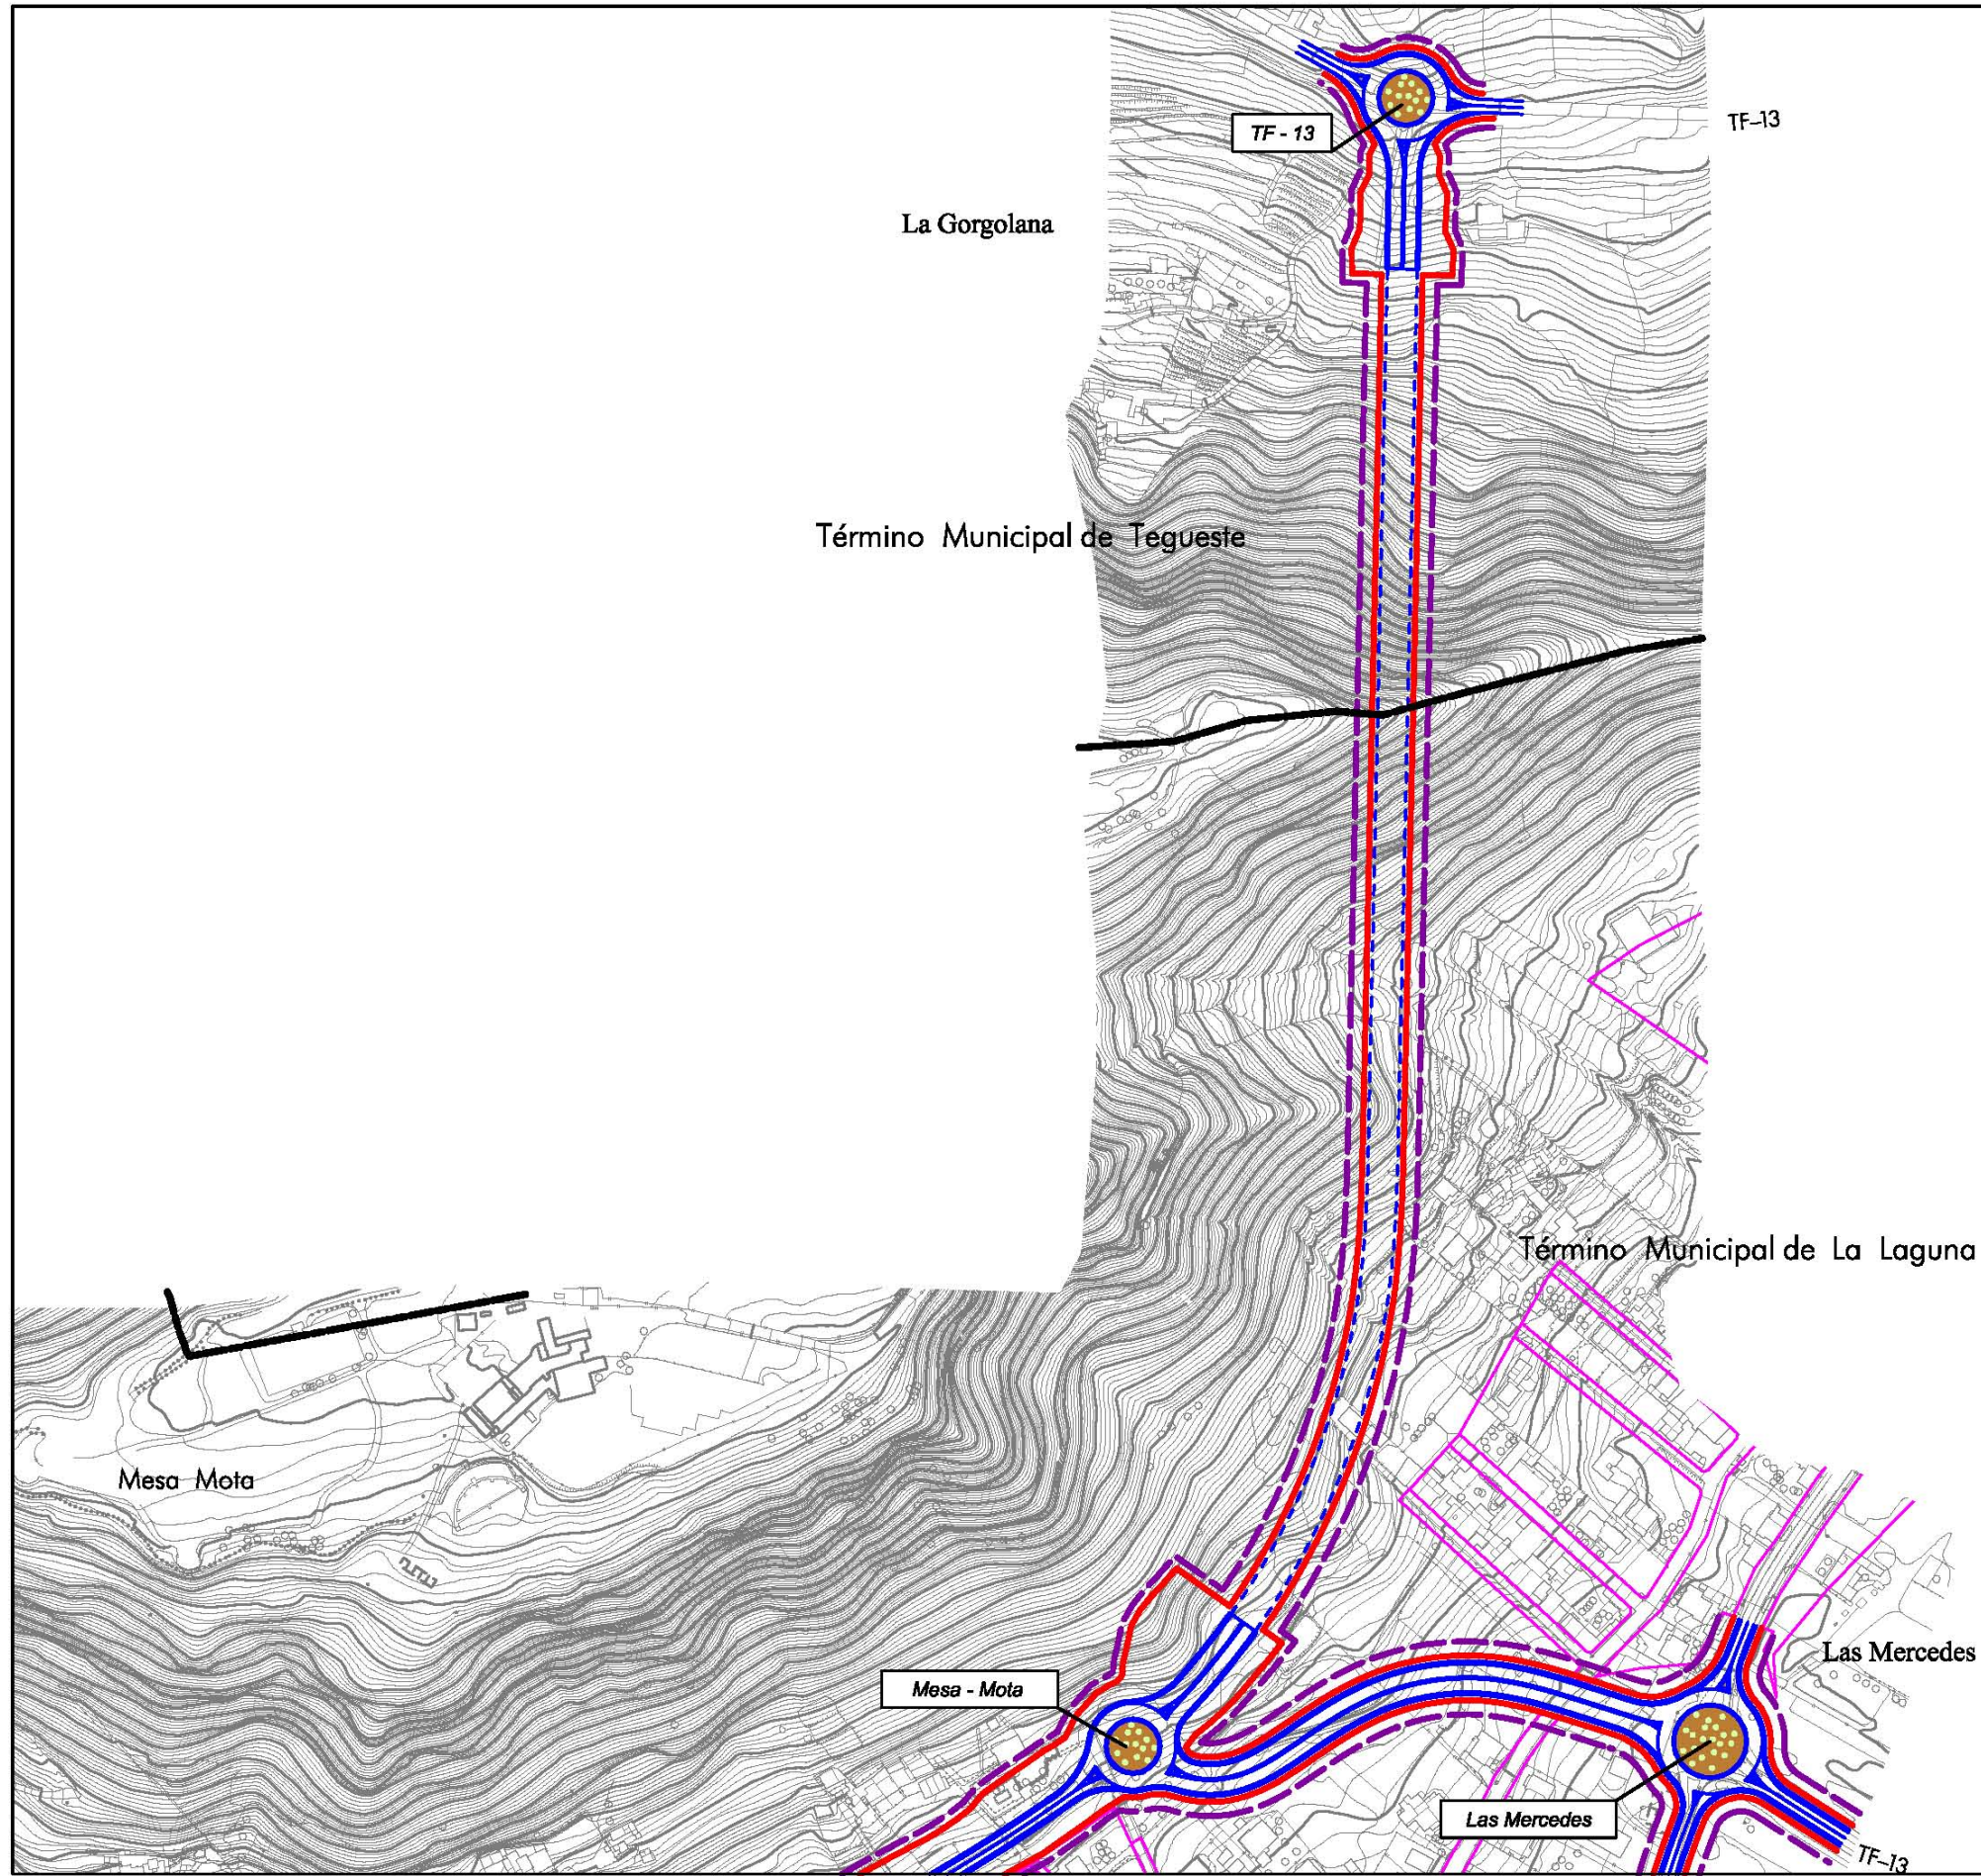 TF-13
TF - 13
La Gorgolana
Término Municipal de Tegueste
Término Municipal de La Laguna
Mesa Mota
Las Mercedes
Mesa - Mota
Las Mercedes
TF-13